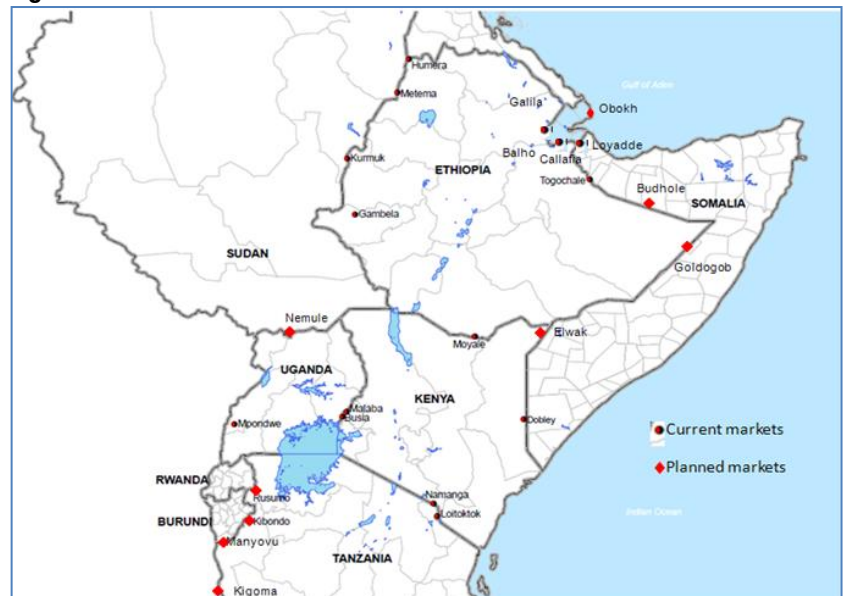 Humera
Metema
Gulf of Aden
Galila
Obokh
Balho
Callafia
Loyadde
Kurmuk
ETHIOPIA
Togochale
Budhole
SOMALIA
Gambela
SUDAN
Goldogob
Nemule
Elwak
Moyale
UGANDA
KENYA
Malaba
Busia
Mpondwe
Dobley
Current markets
Planned markets
RWANDA
Rusumo
Namanga
Loitoktok
Indian Ocean
BURUNDI
Kibondo
Manyovu
TANZANIA
Kigoma